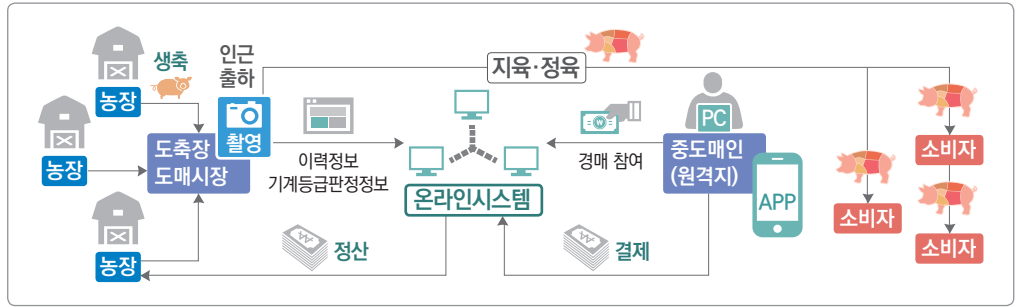 생축
인근
출하
지육·정육
농장
촬영
PC
농장
도축장
도매시장
이력정보
기계등급판정정보
₩
경매 참여
중도매인
(원격지)
APP
소비자
온라인시스템
소비자
농장
정산
결제
소비자